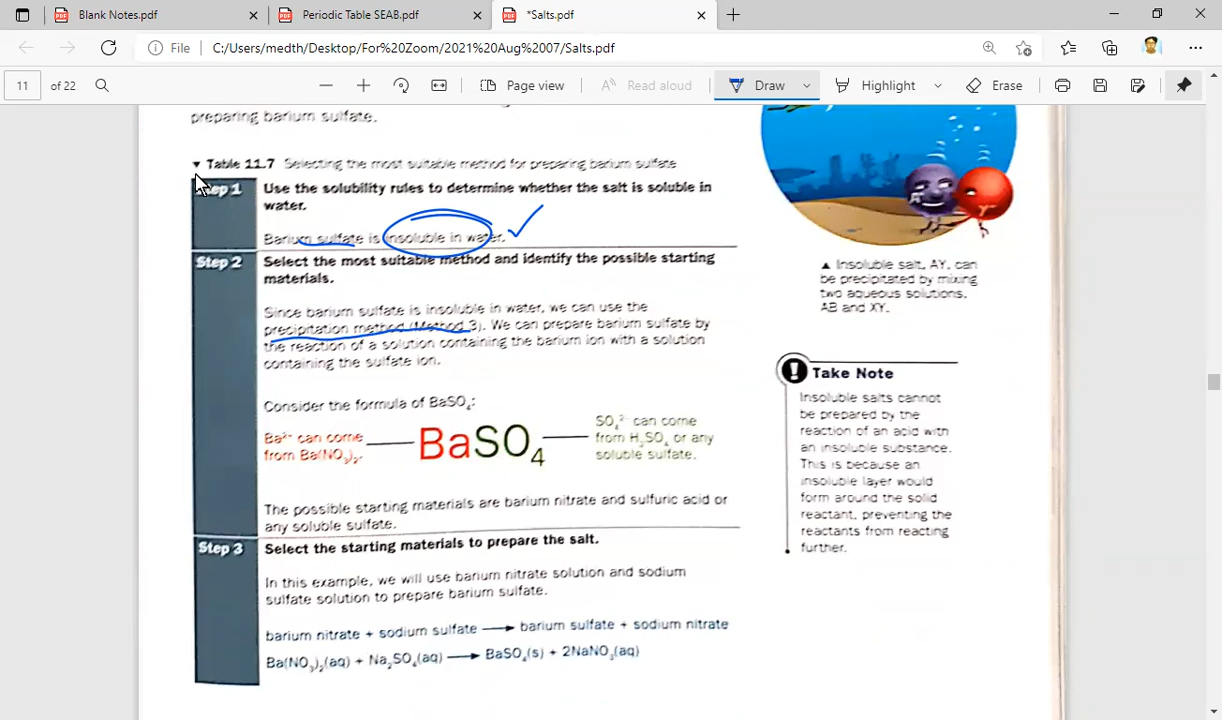 Blank Notes.pdf
Periodic Table SEAB.pdf
*Salts.pdf
File
C:/Users/medth/Desktop/For%20Zoom/2021%20Aug%2007/Salts.pdf
11 of 22
Page view
Read aloud
Draw
Highlight
Erase
preparing barium sulfate.
▼ Table 11.7 Selecting the most suitable method for preparing barium sulfate
Step 1
Use the solubility rules to determine whether the salt is soluble in
water.
Barium sulfate is insoluble in water.
Step 2
Select the most suitable method and identify the possible starting
materials.
Since barium sulfate is insoluble in water, we can use the
precipitation method (Method 3). We can prepare barium sulfate by
the reaction of a solution containing the barium ion with a solution
containing the sulfate ion.
Consider the formula of BaSO₄:
Ba²⁺ can come
from Ba(NO₃)₂.
BaSO₄
SO₄²⁻ can come
from H₂SO₄ or any
soluble sulfate.
The possible starting materials are barium nitrate and sulfuric acid or
any soluble sulfate.
Step 3
Select the starting materials to prepare the salt.
In this example, we will use barium nitrate solution and sodium
sulfate solution to prepare barium sulfate.
barium nitrate + sodium sulfate ⟶ barium sulfate + sodium nitrate
Ba(NO₃)₂(aq) + Na₂SO₄(aq) ⟶ BaSO₄(s) + 2NaNO₃(aq)
A
Y
▲ Insoluble salt, AY, can
be precipitated by mixing
two aqueous solutions,
AB and XY.
! Take Note
Insoluble salts cannot
be prepared by the
reaction of an acid with
an insoluble substance.
This is because an
insoluble layer would
form around the solid
reactant, preventing the
reactants from reacting
further.